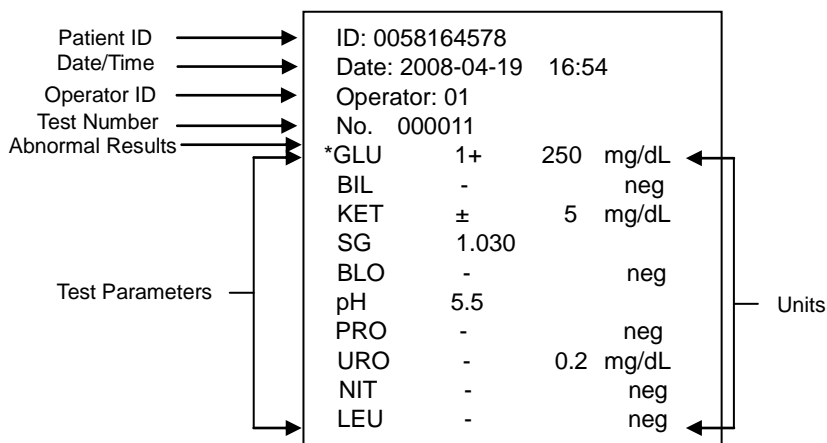 Patient ID ID: 0058164578
Date/Time Date: 2008-04-19 16:54
Operator ID Operator: 01
Test Number No. 000011
Abnormal Results *GLU 1+ 250 mg/dL
BIL - neg
KET ± 5 mg/dL
SG 1.030
BLO - neg
Test Parameters pH 5.5 Units
PRO - neg
URO - 0.2 mg/dL
NIT - neg
LEU - neg